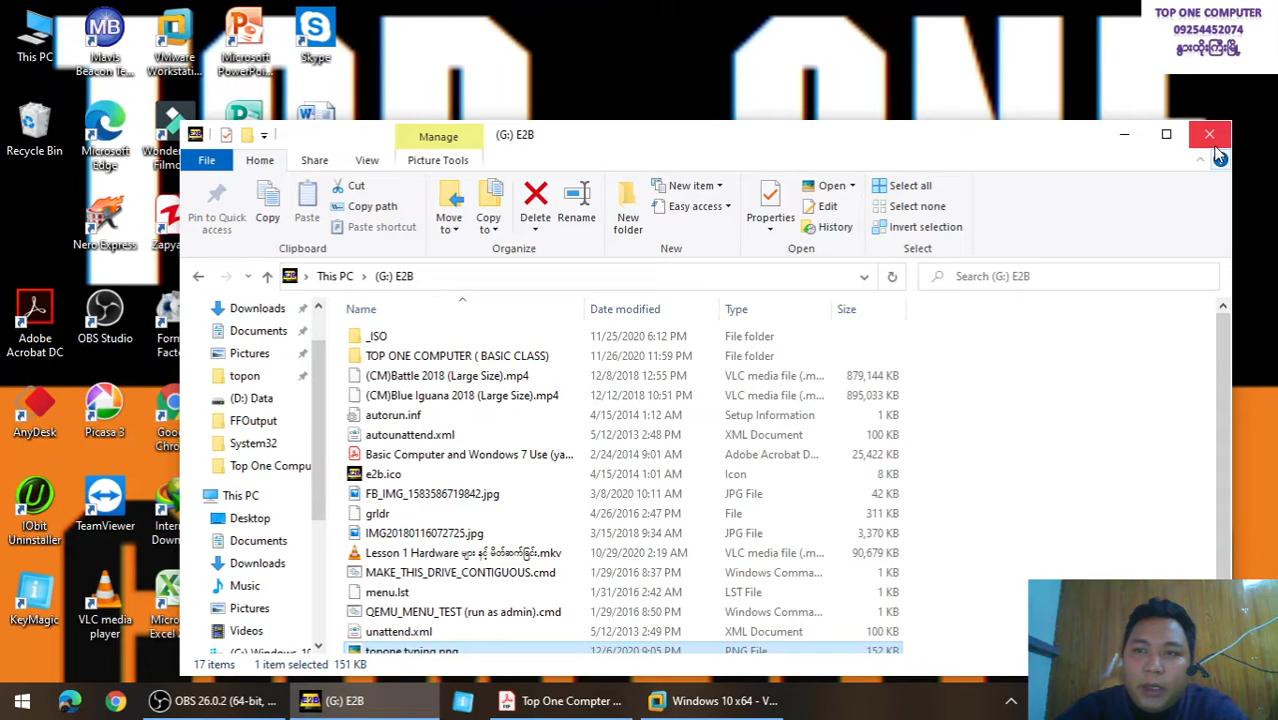 TOP ONE COMPUTER
09254452074
နွားထိုးကြီးမြို့
This PC
Mavis Beacon Te...
VMware Workstati...
Microsoft PowerPoi...
Skype
Recycle Bin
Microsoft Edge
Nero Express
Adobe Acrobat DC
OBS Studio
AnyDesk
Picasa 3
IObit Uninstaller
TeamViewer
KeyMagic
VLC media player
Manage
(G:) E2B
File
Home
Share
View
Picture Tools
Pin to Quick access
Copy
Paste
Cut
Copy path
Paste shortcut
Clipboard
Move to
Copy to
Delete
Rename
Organize
New folder
New item
Easy access
New
Properties
Open
Edit
History
Open
Select all
Select none
Invert selection
Select
This PC
(G:) E2B
Search (G:) E2B
Downloads
Documents
Pictures
topon
(D:) Data
FFOutput
System32
Top One Compu
This PC
Desktop
Documents
Downloads
Music
Pictures
Videos
Name Date modified Type Size
_ISO 11/25/2020 6:12 PM File folder
TOP ONE COMPUTER ( BASIC CLASS) 11/26/2020 11:59 PM File folder
(CM)Battle 2018 (Large Size).mp4 12/8/2018 12:55 PM VLC media file (.m... 879,144 KB
(CM)Blue Iguana 2018 (Large Size).mp4 12/12/2018 10:51 PM VLC media file (.m... 895,033 KB
autorun.inf 4/15/2014 1:12 AM Setup Information 1 KB
autounattend.xml 5/12/2013 2:48 PM XML Document 100 KB
Basic Computer and Wondows 7 Use (ya... 2/24/2014 9:01 AM Adobe Acrobat D... 25,422 KB
e2b.ico 4/15/2014 1:01 AM Icon 8 KB
FB_IMG_1583586719842.jpg 3/8/2020 10:11 AM JPG File 42 KB
grldr 4/26/2016 2:47 PM File 311 KB
IMG20180116072725.jpg 3/15/2018 9:34 AM JPG File 3,370 KB
Lesson 1 Hardware များ နှင့် မိတ်ဆက်ခြင်း.mkv 10/29/2020 2:19 AM VLC media file (.m... 90,679 KB
MAKE_THIS_DRIVE_CONTIGUOUS.cmd 1/29/2016 8:37 PM Windows Comma... 1 KB
menu.lst 1/31/2016 2:42 AM LST File 1 KB
QEMU_MENU_TEST (run as admin).cmd 1/29/2016 8:50 PM Windows Comma... 1 KB
unattend.xml 5/12/2013 2:49 PM XML Document 100 KB
topone typing.png 12/6/2020 9:05 PM PNG File 152 KB
17 items 1 item selected 151 KB
OBS 26.0.2 (64-bit, ...
(G:) E2B
Top One Compter ...
Windows 10 x64 - V...